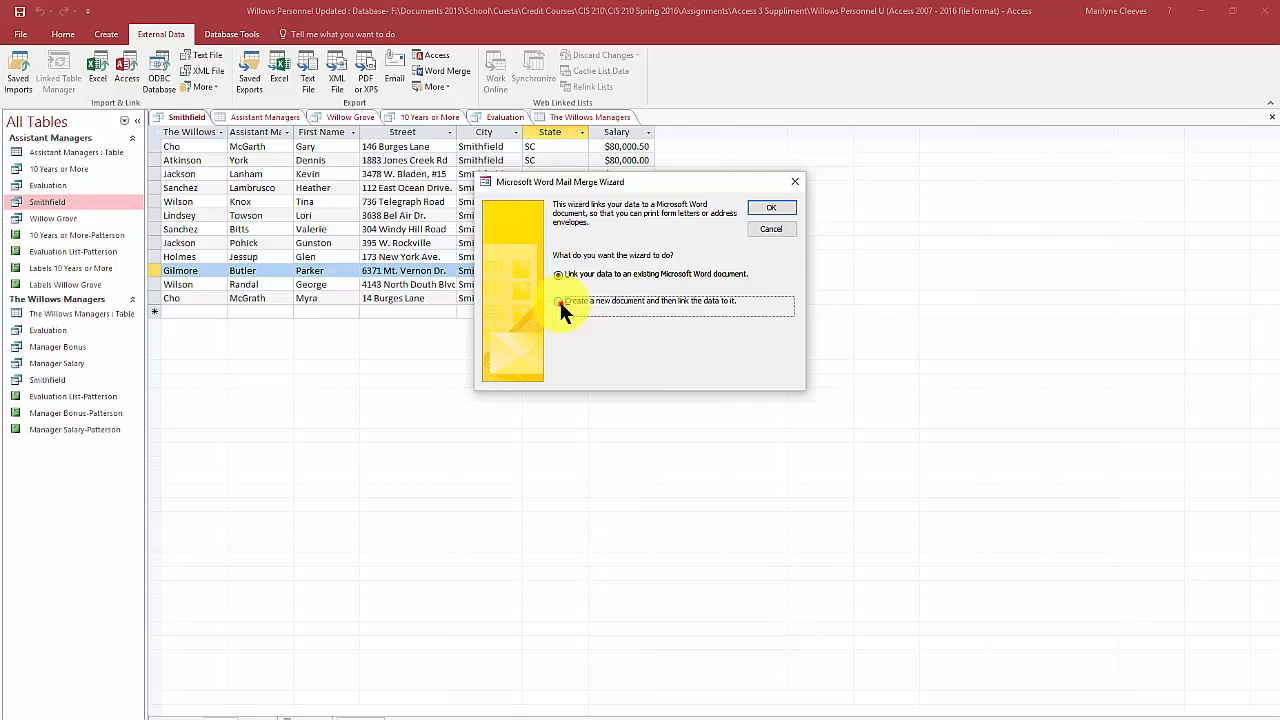 Willows Personnel Updated : Database- F:\Documents 2015\School\Cuesta\Credit Courses\CIS 210\CIS 210 Spring 2016\Assignments\Access 3 Suppliment\Willows Personnel U (Access 2007 - 2016 file format) - Access
Marilyne Cleeves
?
File Home Create External Data Database Tools Tell me what you want to do
Saved Imports
Linked Table Manager
Excel
Access
ODBC Database
Text File
XML File
More
Saved Exports
Excel
Text File
XML File
PDF or XPS
Email
Access
Word Merge
More
Work Online
Synchronize
Discard Changes
Cache List Data
Relink Lists
Import & Link
Export
Web Linked Lists
All Tables
Assistant Managers
Assistant Managers : Table
10 Years or More
Evaluation
Smithfield
Willow Grove
10 Years or More-Patterson
Evaluation List-Patterson
Labels 10 Years or More
Labels Willow Grove
The Willows Managers
The Willows Managers : Table
Evaluation
Manager Bonus
Manager Salary
Smithfield
Evaluation List-Patterson
Manager Bonus-Patterson
Manager Salary-Patterson
Smithfield Assistant Managers Willow Grove 10 Years or More Evaluation The Willows Managers
The Willows Assistant Ma First Name Street City State Salary
Cho McGarth Gary 146 Burges Lane Smithfield SC $80,000.50
Atkinson York Dennis 1883 Jones Creek Rd Smithfield SC $80,000.00
Jackson Lanham Kevin 3478 W. Bladen, #15 Smi
Sanchez Lambrusco Heather 112 East Ocean Drive. Smi
Wilson Knox Tina 736 Telegraph Road Smi
Lindsey Towson Lori 3638 Bel Air Dr. Smi
Sanchez Bitts Valerie 304 Windy Hill Road Smi
Jackson Pohick Gunston 395 W. Rockville Smi
Holmes Jessup Glen 173 New York Ave. Smi
Gilmore Butler Parker 6371 Mt. Vernon Dr. Smi
Wilson Randal George 4143 North South Blv Smi
Cho McGrath Myra 14 Burges Lane Smi
Microsoft Word Mail Merge Wizard
This wizard links your data to a Microsoft Word
document, so that you can print form letters or address
envelopes.
OK
Cancel
What do you want the wizard to do?
Link your data to an existing Microsoft Word document.
Create a new document and then link the data to it.